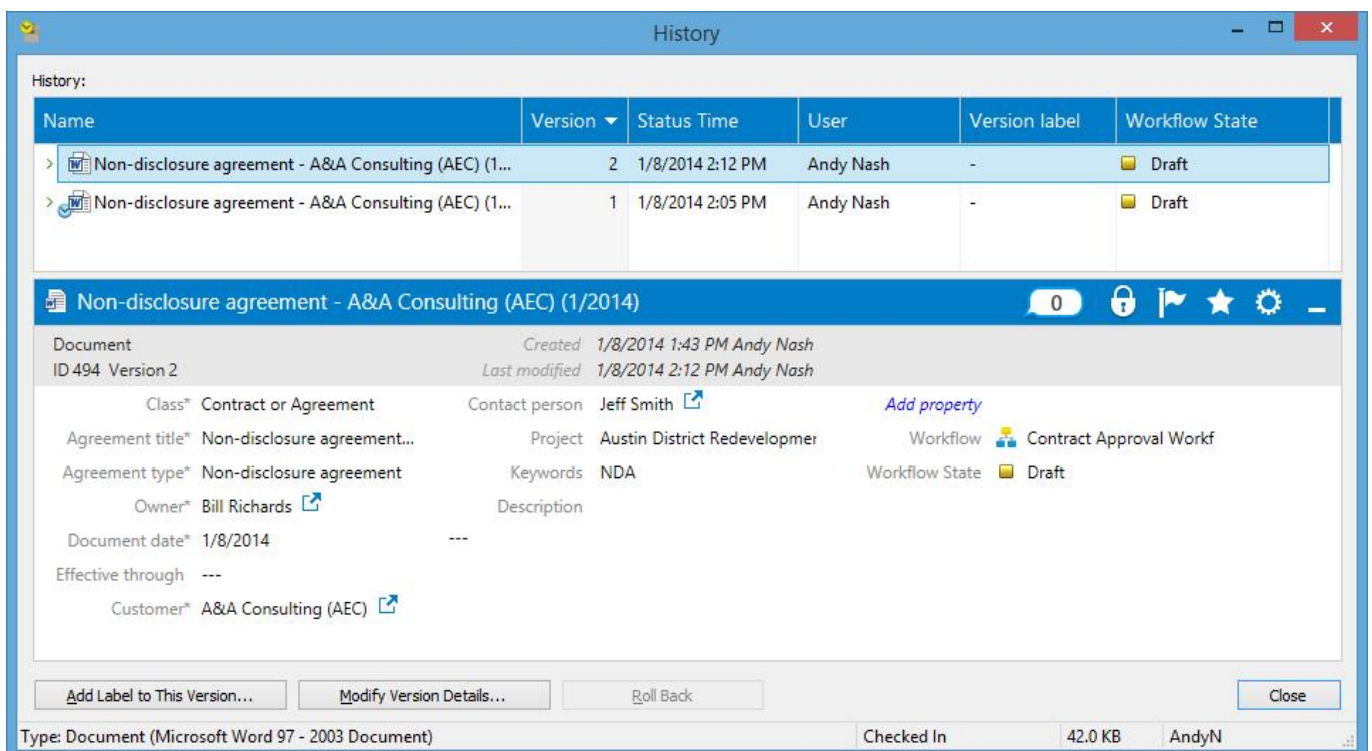 History
History:
Name Version Status Time User Version label Workflow State
Non-disclosure agreement - A&A Consulting (AEC) (1... 2 1/8/2014 2:12 PM Andy Nash - Draft
Non-disclosure agreement - A&A Consulting (AEC) (1... 1 1/8/2014 2:05 PM Andy Nash - Draft
Non-disclosure agreement - A&A Consulting (AEC) (1/2014) 0
Document Created 1/8/2014 1:43 PM Andy Nash
ID 494 Version 2 Last modified 1/8/2014 2:12 PM Andy Nash
Class* Contract or Agreement Contact person Jeff Smith Add property
Agreement title* Non-disclosure agreement... Project Austin District Redevelopmer Workflow Contract Approval Workf
Agreement type* Non-disclosure agreement Keywords NDA Workflow State Draft
Owner* Bill Richards Description
Document date* 1/8/2014 ---
Effective through ---
Customer* A&A Consulting (AEC)
Add Label to This Version... Modify Version Details... Roll Back Close
Type: Document (Microsoft Word 97 - 2003 Document) Checked In 42.0 KB AndyN